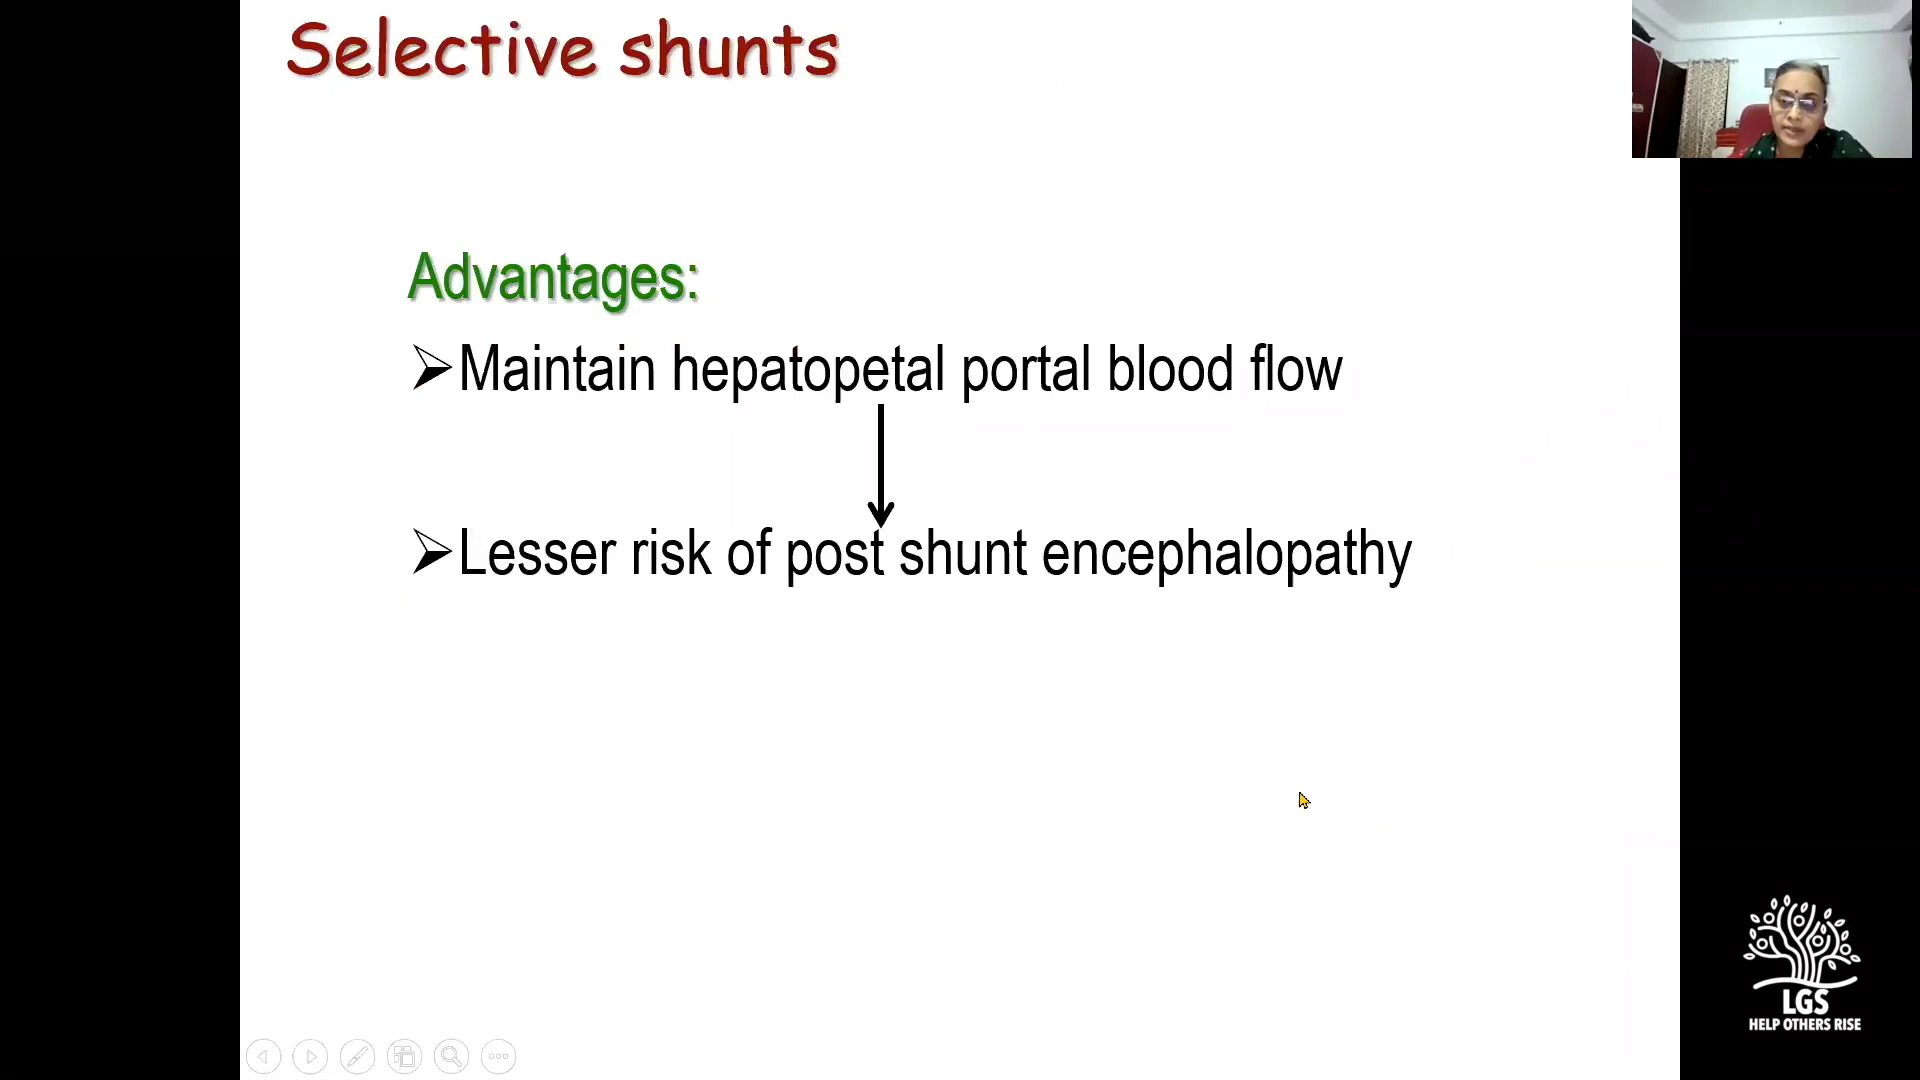 Selective shunts
Advantages:
Maintain hepatopetal portal blood flow
Lesser risk of post shunt encephalopathy
LGS
HELP OTHERS RISE